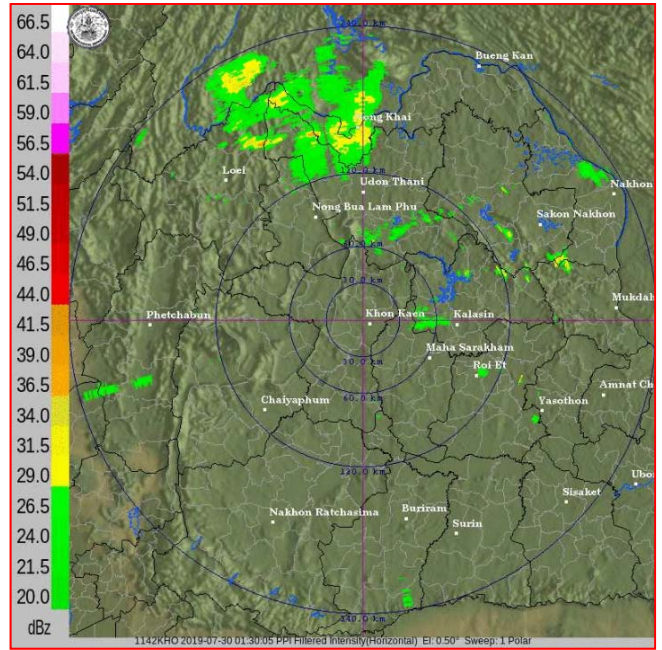 66.5
64.0
61.5
59.0
56.5
54.0
51.5
49.0
46.5
44.0
41.5
39.0
36.5
34.0
31.5
29.0
26.5
24.0
22.5
20.0
dBz
Bueng Kan
Nong Khai
Loei
Udon Thani
Nakhon
Nong Bua Lam Phu
Sakon Nakhon
Mukdah
Phetchabun
Khon Kaen
Kalasin
Maha Sarakham
Roi Et
Amnat Ch
Chaiyaphum
60.0 km
Yasothon
120.0 km
Ubo
Sisaket
Nakhon Ratchasima
Buriram
Surin
1142KHO 2019-07-30 01:30:05 PPI Filtered Intensity(Horizontal) El: 0.50° Sweep: 1 Polar